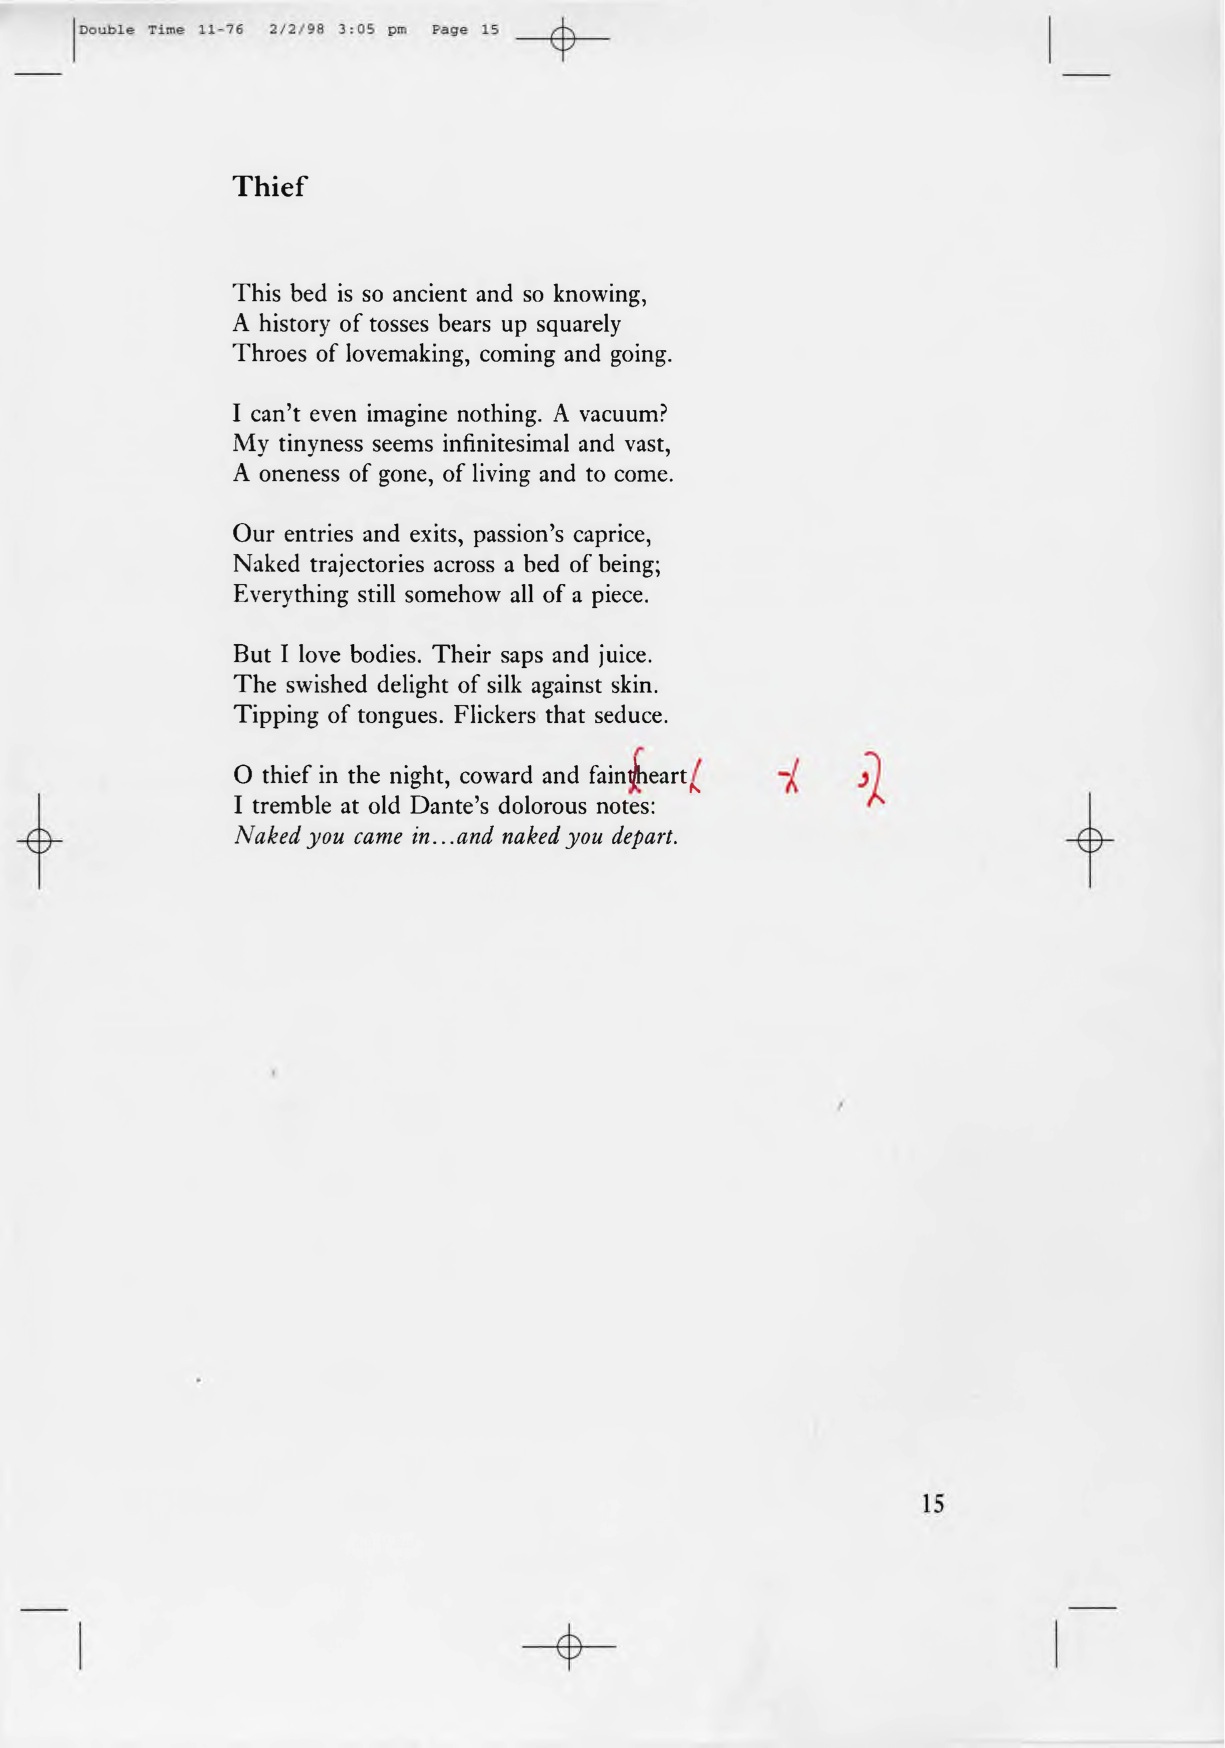 Double Time 11-76 2/2/98 3:05 pm Page 15
Thief
This bed is so ancient and so knowing,
A history of tosses bears up squarely
Throes of lovemaking, coming and going.
I can't even imagine nothing. A vacuum?
My tinyness seems infinitesimal and vast,
A oneness of gone, of living and to come.
Our entries and exits, passion's caprice,
Naked trajectories across a bed of being;
Everything still somehow all of a piece.
But I love bodies. Their saps and juice.
The swished delight of silk against skin.
Tipping of tongues. Flickers that seduce.
O thief in the night, coward and faintheart
I tremble at old Dante's dolorous notes:
Naked you came in...and naked you depart.
15